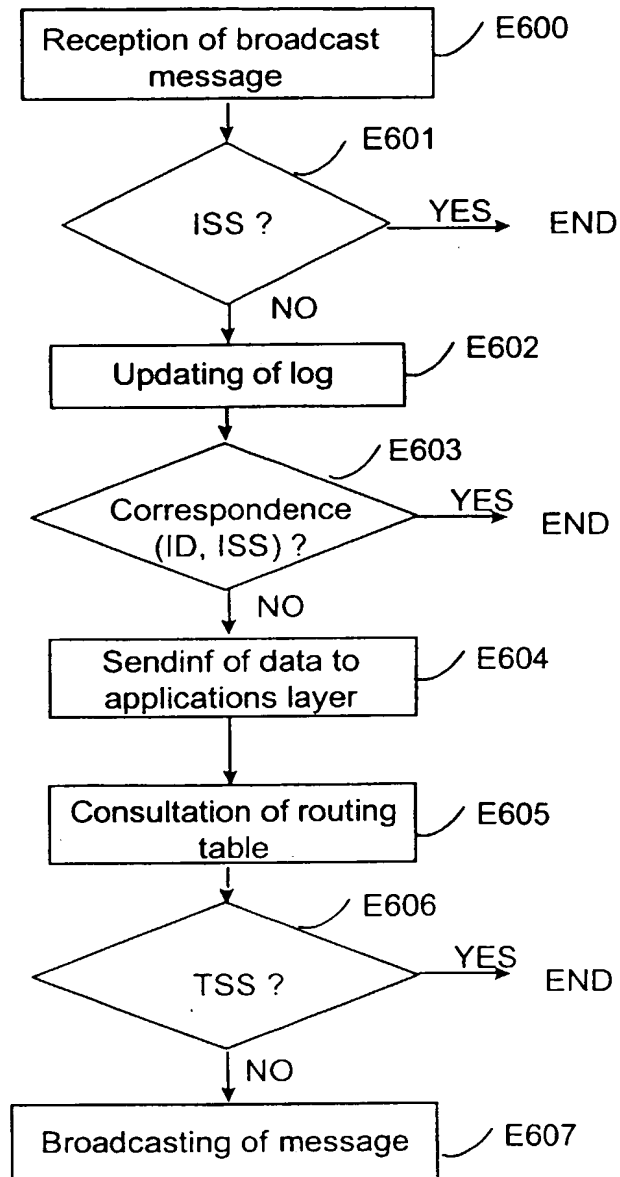 Reception of broadcast
message
E600
E601
ISS ?
YES
END
NO
Updating of log
E602
E603
Correspondence
(ID, ISS) ?
YES
END
NO
Sendinf of data to
applications layer
E604
Consultation of routing
table
E605
E606
TSS ?
YES
END
NO
Broadcasting of message
E607